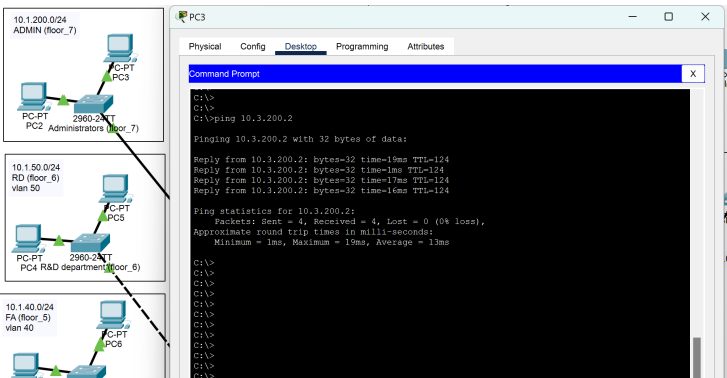 10.1.200.0/24
ADMIN (floor_7)
PC-PT
PC3
PC-PT
PC2
2960-24TT
Administrators (floor_7)
10.1.50.0/24
RD (floor_6)
vlan 50
PC-PT
PC5
PC-PT
PC4
2960-24TT
R&D department(floor_6)
10.1.40.0/24
FA (floor_5)
vlan 40
PC-PT
PC6
PC3
Physical Config Desktop Programming Attributes
Command Prompt
X
C:\>
C:\>
C:\>ping 10.3.200.2
Pinging 10.3.200.2 with 32 bytes of data:
Reply from 10.3.200.2: bytes=32 time=19ms TTL=124
Reply from 10.3.200.2: bytes=32 time=1ms TTL=124
Reply from 10.3.200.2: bytes=32 time=17ms TTL=124
Reply from 10.3.200.2: bytes=32 time=16ms TTL=124
Ping statistics for 10.3.200.2:
Packets: Sent = 4, Received = 4, Lost = 0 (0% loss),
Approximate round trip times in milli-seconds:
Minimum = 1ms, Maximum = 19ms, Average = 13ms
C:\>
C:\>
C:\>
C:\>
C:\>
C:\>
C:\>
C:\>
C:\>
C:\>
C:\>
C:\>